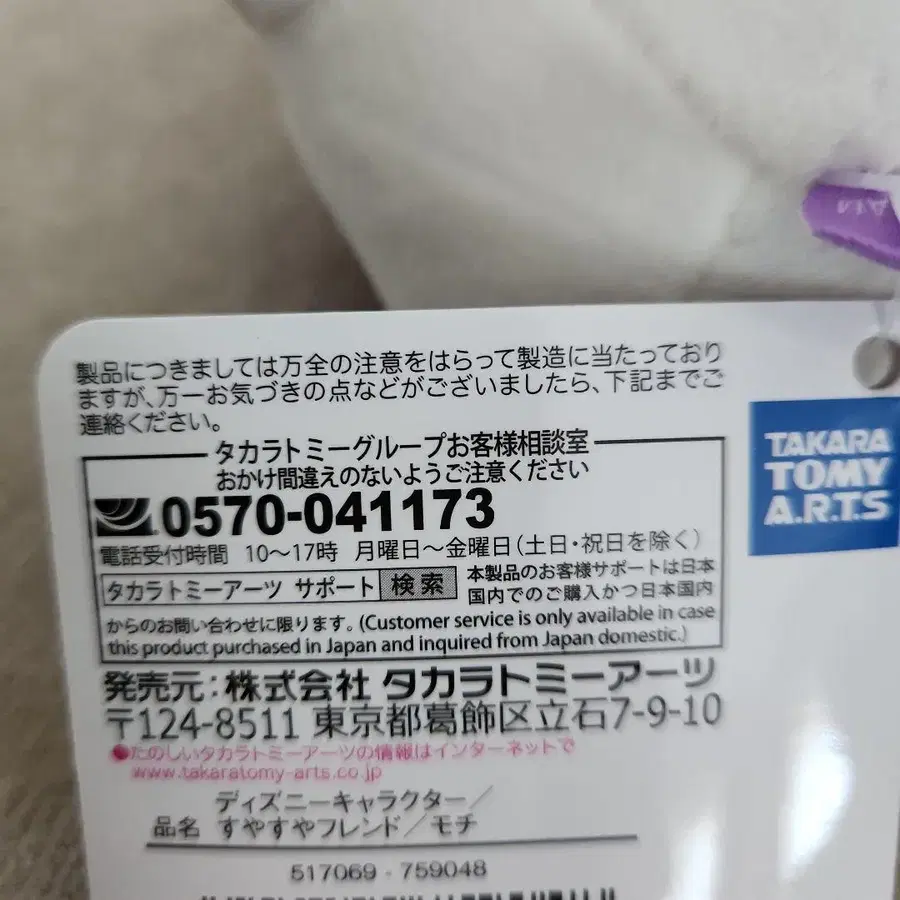 製品につきましては万全の注意をはらって製造に当たっており
ますが、万一お気づきの点などがございましたら、下記までご
連絡ください。
タカラトミーグループお客様相談室
おかけ間違えのないようご注意ください
0570-041173
電話受付時間 10～17時 月曜日～金曜日(土日・祝日を除く)
タカラトミーアーツ サポート 検索 本製品のお客様サポートは日本
国内でのご購入かつ日本国内
からのお問い合わせに限ります。(Customer service is only available in case
this product purchased in Japan and inquired from Japan domestic.)
発売元:株式会社 タカラトミーアーツ
〒124-8511 東京都葛飾区立石7-9-10
●たのしいタカラトミーアーツの情報はインターネットで
www.takaratomy-arts.co.jp
ディズニーキャラクター/
品名 すやすやフレンド/モチ
517069-759048
TAKARA
TOMY
A.R.T.S